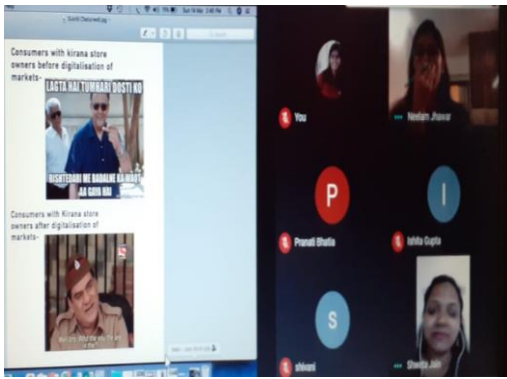 Consumers with kirana store
owners before digitalisation of
markets-
LAGTA HAI TUMHARI DOSTI KO
RISHTEDARI ME BADALNE KA WAQT
AA GAYA HAI
Consumers with Kirana store
owners after digitalisation of
markets-
You
Neelam Jhawar
P
Pranati Bhatia
I
Ishita Gupta
S
shivani
Shweta Jain